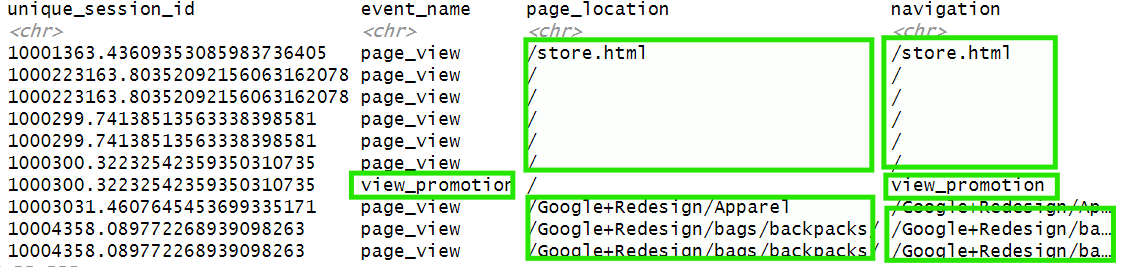 unique_session_id event_name page_location navigation
<chr> <chr> <chr> <chr>
10001363.43609353085983736405 page_view /store.html /store.html
1000223163.80352092156063162078 page_view / /
1000223163.80352092156063162078 page_view / /
1000299.74138513563338398581 page_view / /
1000299.74138513563338398581 page_view / /
1000300.32232542359350310735 page_view / /
1000300.32232542359350310735 view_promotion / view_promotion
10003031.4607645453699335171 page_view /Google+Redesign/Apparel /Google+Redesign/Ap…
10004358.089772268939098263 page_view /Google+Redesign/bags/backpacks/ /Google+Redesign/ba…
10004358.089772268939098263 page_view /Google+Redesign/bags/backpacks/ /Google+Redesign/ba…